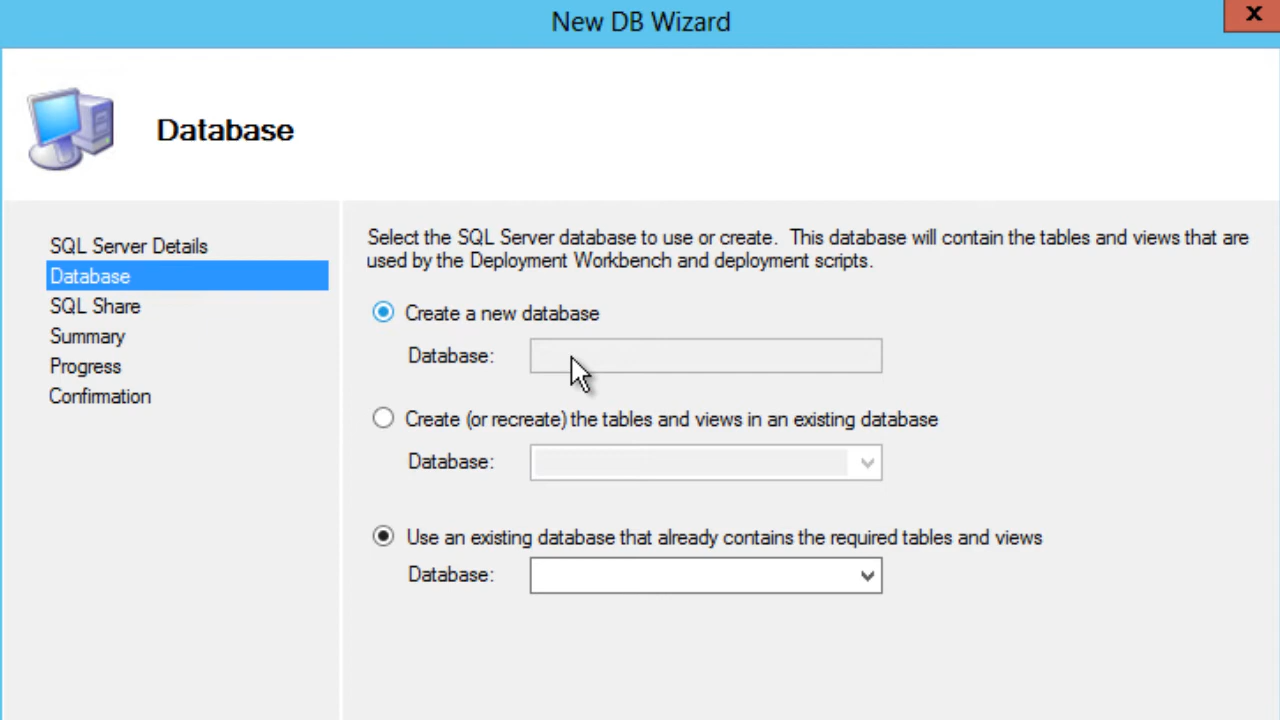 New DB Wizard
x
Database
SQL Server Details
Database
SQL Share
Summary
Progress
Confirmation
Select the SQL Server database to use or create.  This database will contain the tables and views that are
used by the Deployment Workbench and deployment scripts.
Create a new database
Database:
Create (or recreate) the tables and views in an existing database
Database:
Use an existing database that already contains the required tables and views
Database: